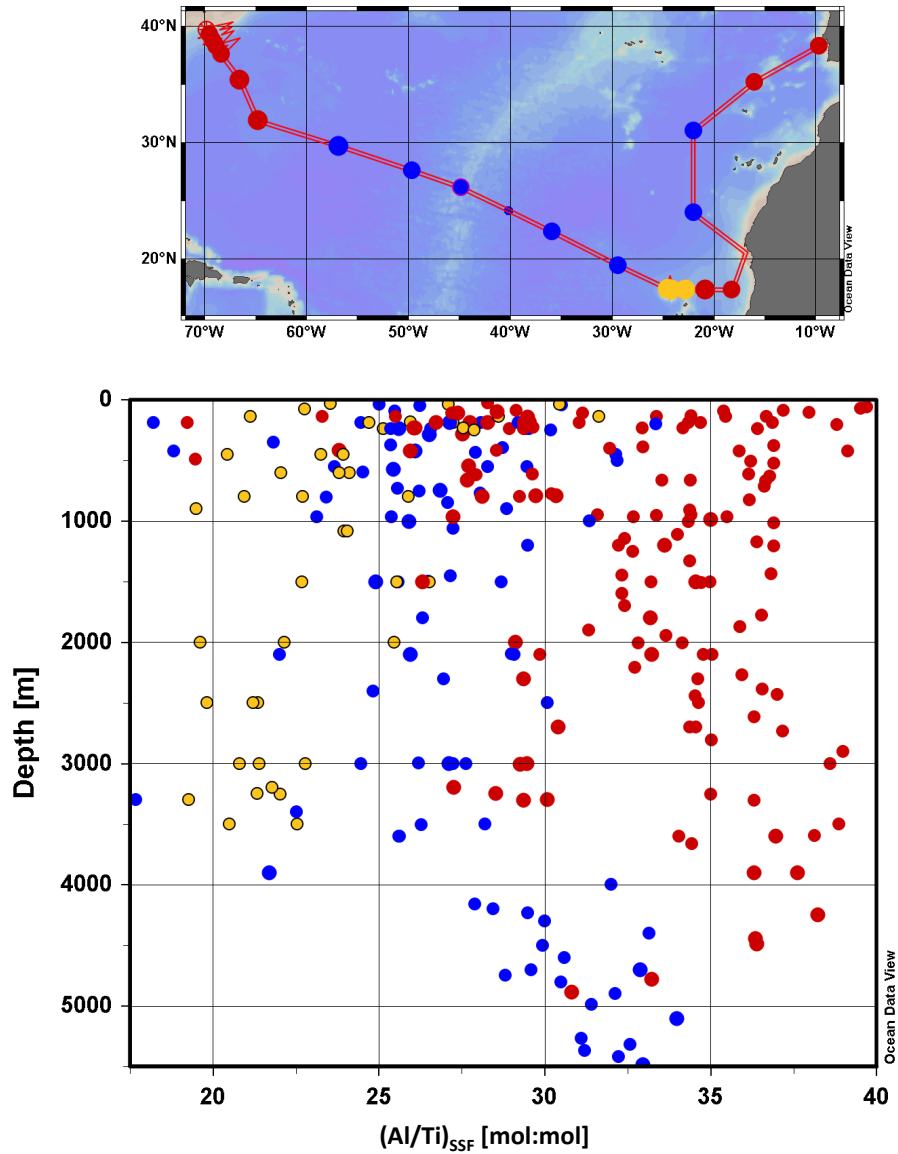 40°N
30°N
20°N
70°W 60°W 50°W 40°W 30°W 20°W 10°W
Ocean Data View
0
1000
2000
3000
4000
5000
Depth [m]
20 25 30 35 40
(Al/Ti)SSF [mol:mol]
Ocean Data View